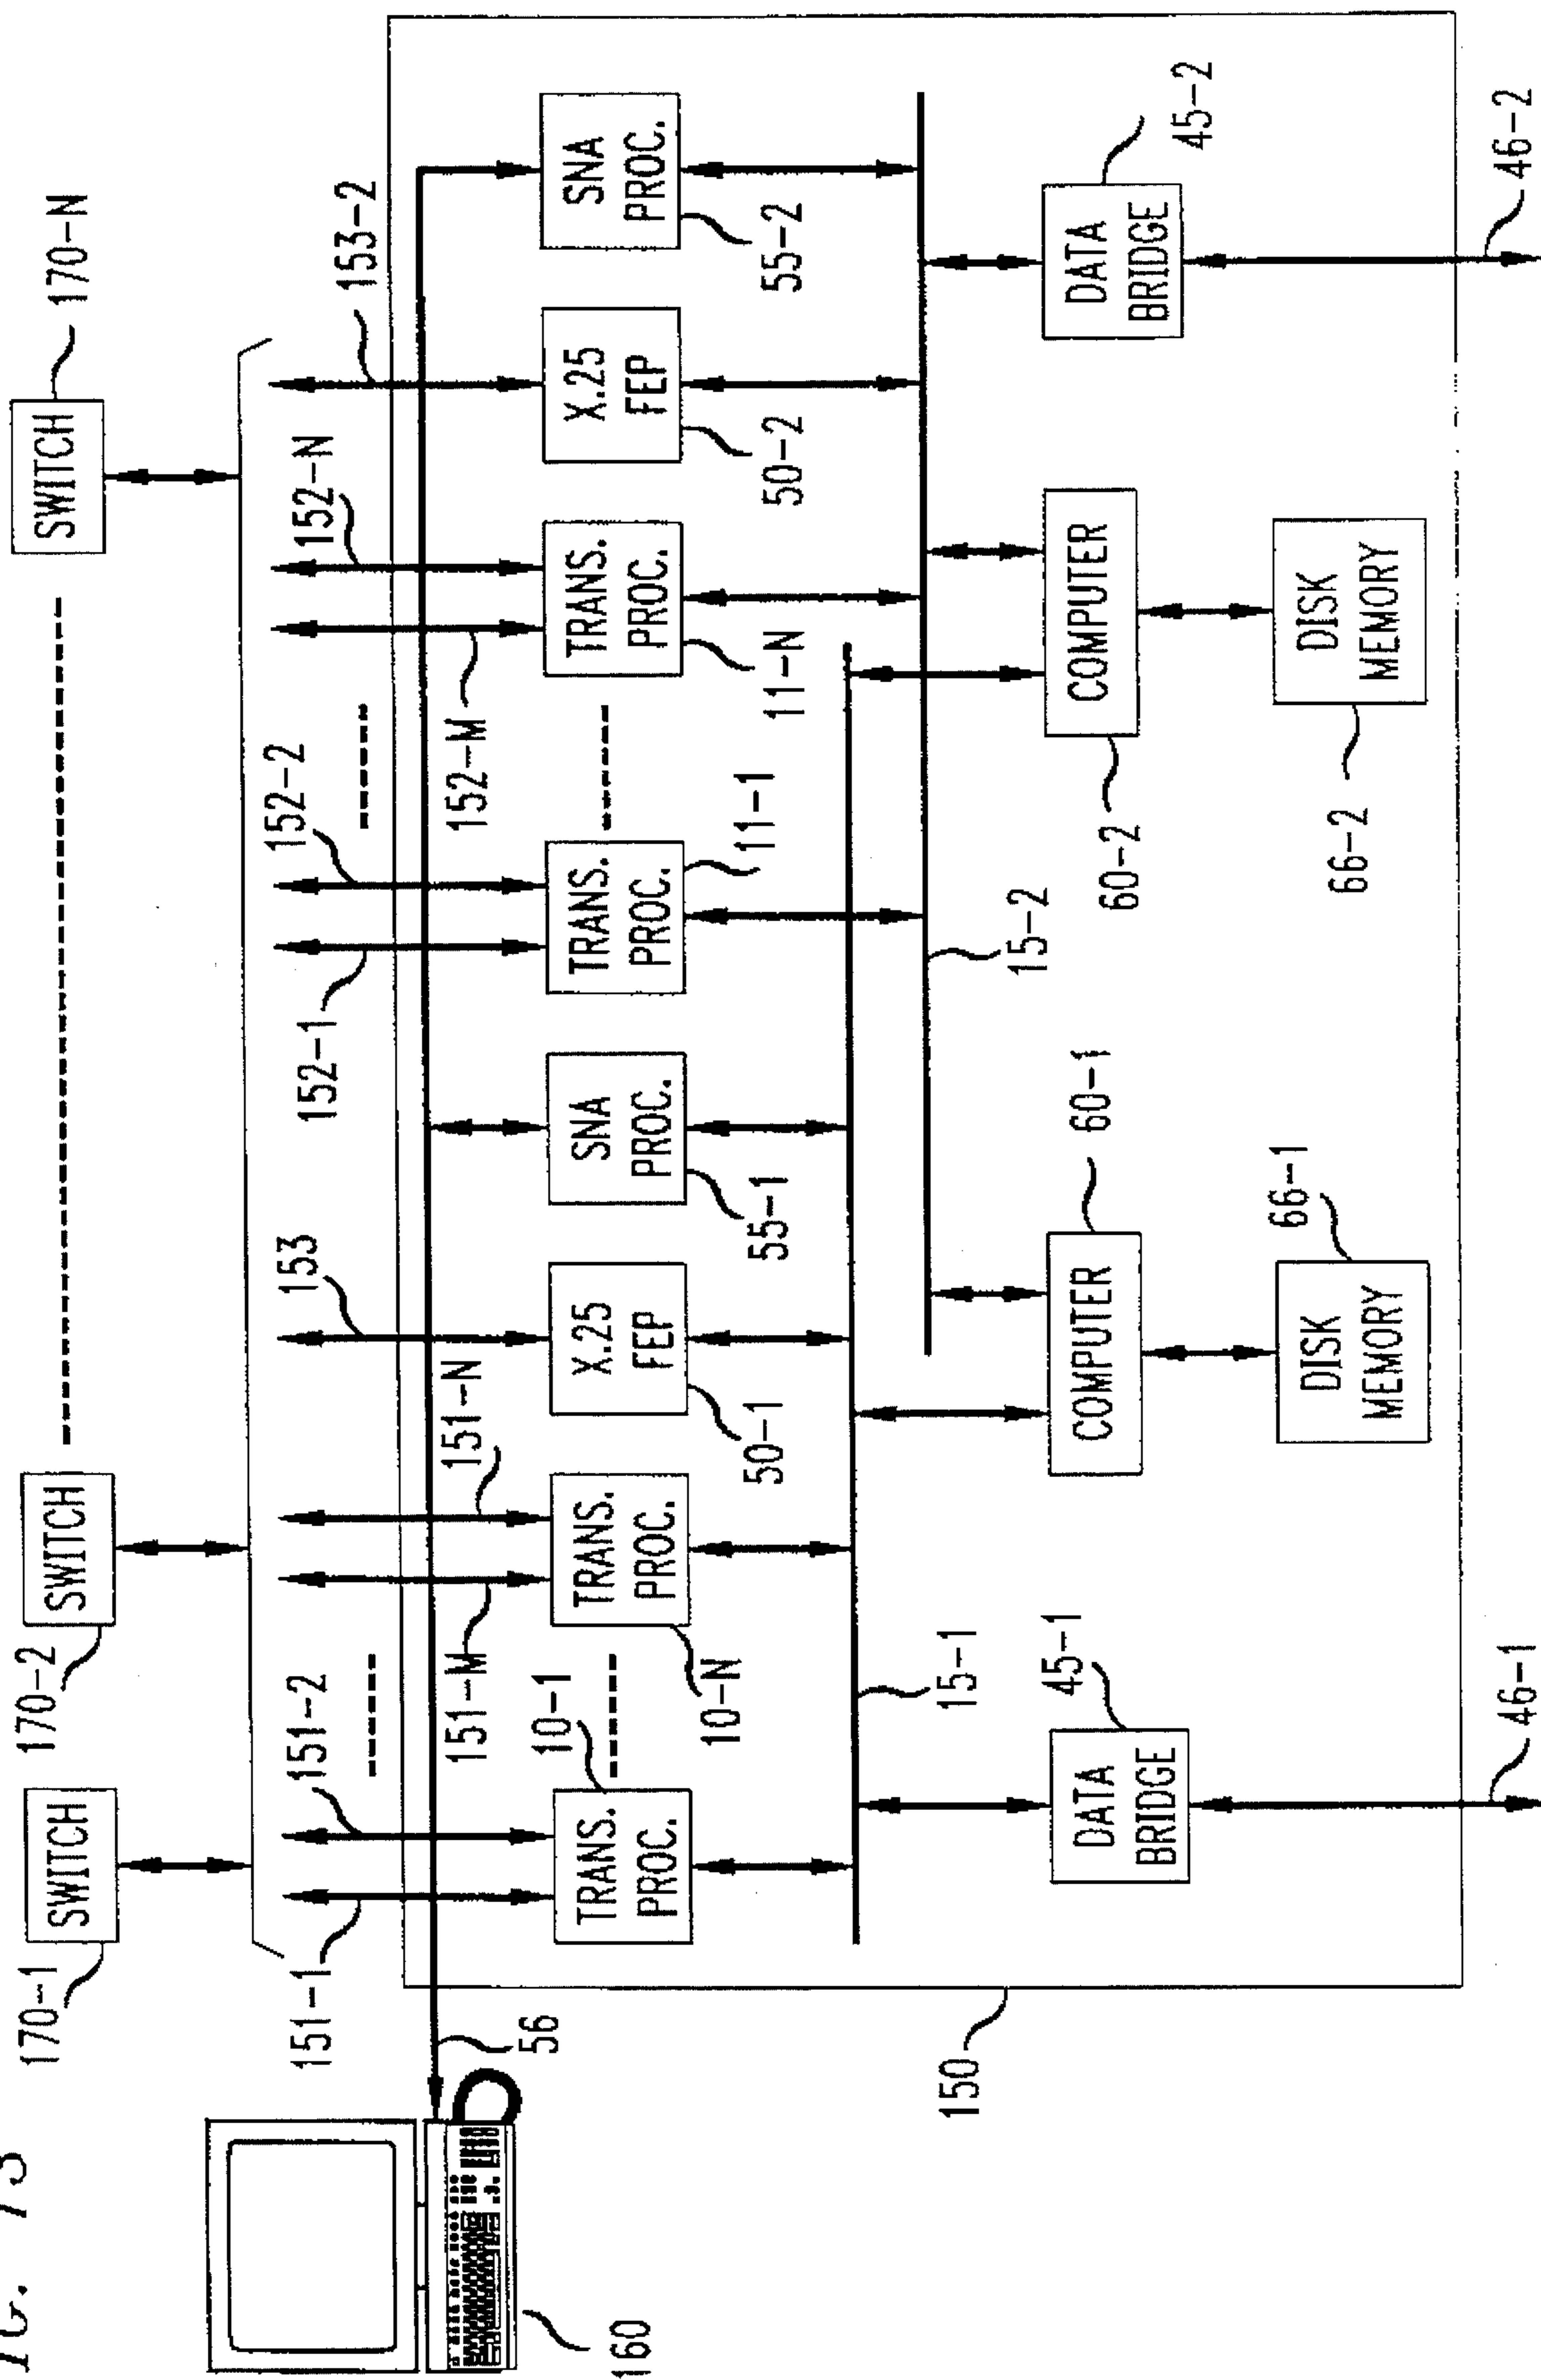 IG. 13
170-1
170-2
170-N
SWITCH
SWITCH
SWITCH
151-1
151-2
151-N
153
152-1
152-2
152-N
153-2
56
151-M
152-M
160
10-1
TRANS.
PROC.
TRANS.
PROC.
X.25
FEP
SNA
PROC.
TRANS.
PROC.
TRANS.
PROC.
X.25
FEP
SNA
PROC.
10-N
50-1
55-1
11-1
11-N
50-2
55-2
15-1
15-2
150
45-1
60-1
60-2
45-2
DATA
BRIDGE
COMPUTER
COMPUTER
DATA
BRIDGE
66-1
66-2
DISK
MEMORY
DISK
MEMORY
46-1
46-2